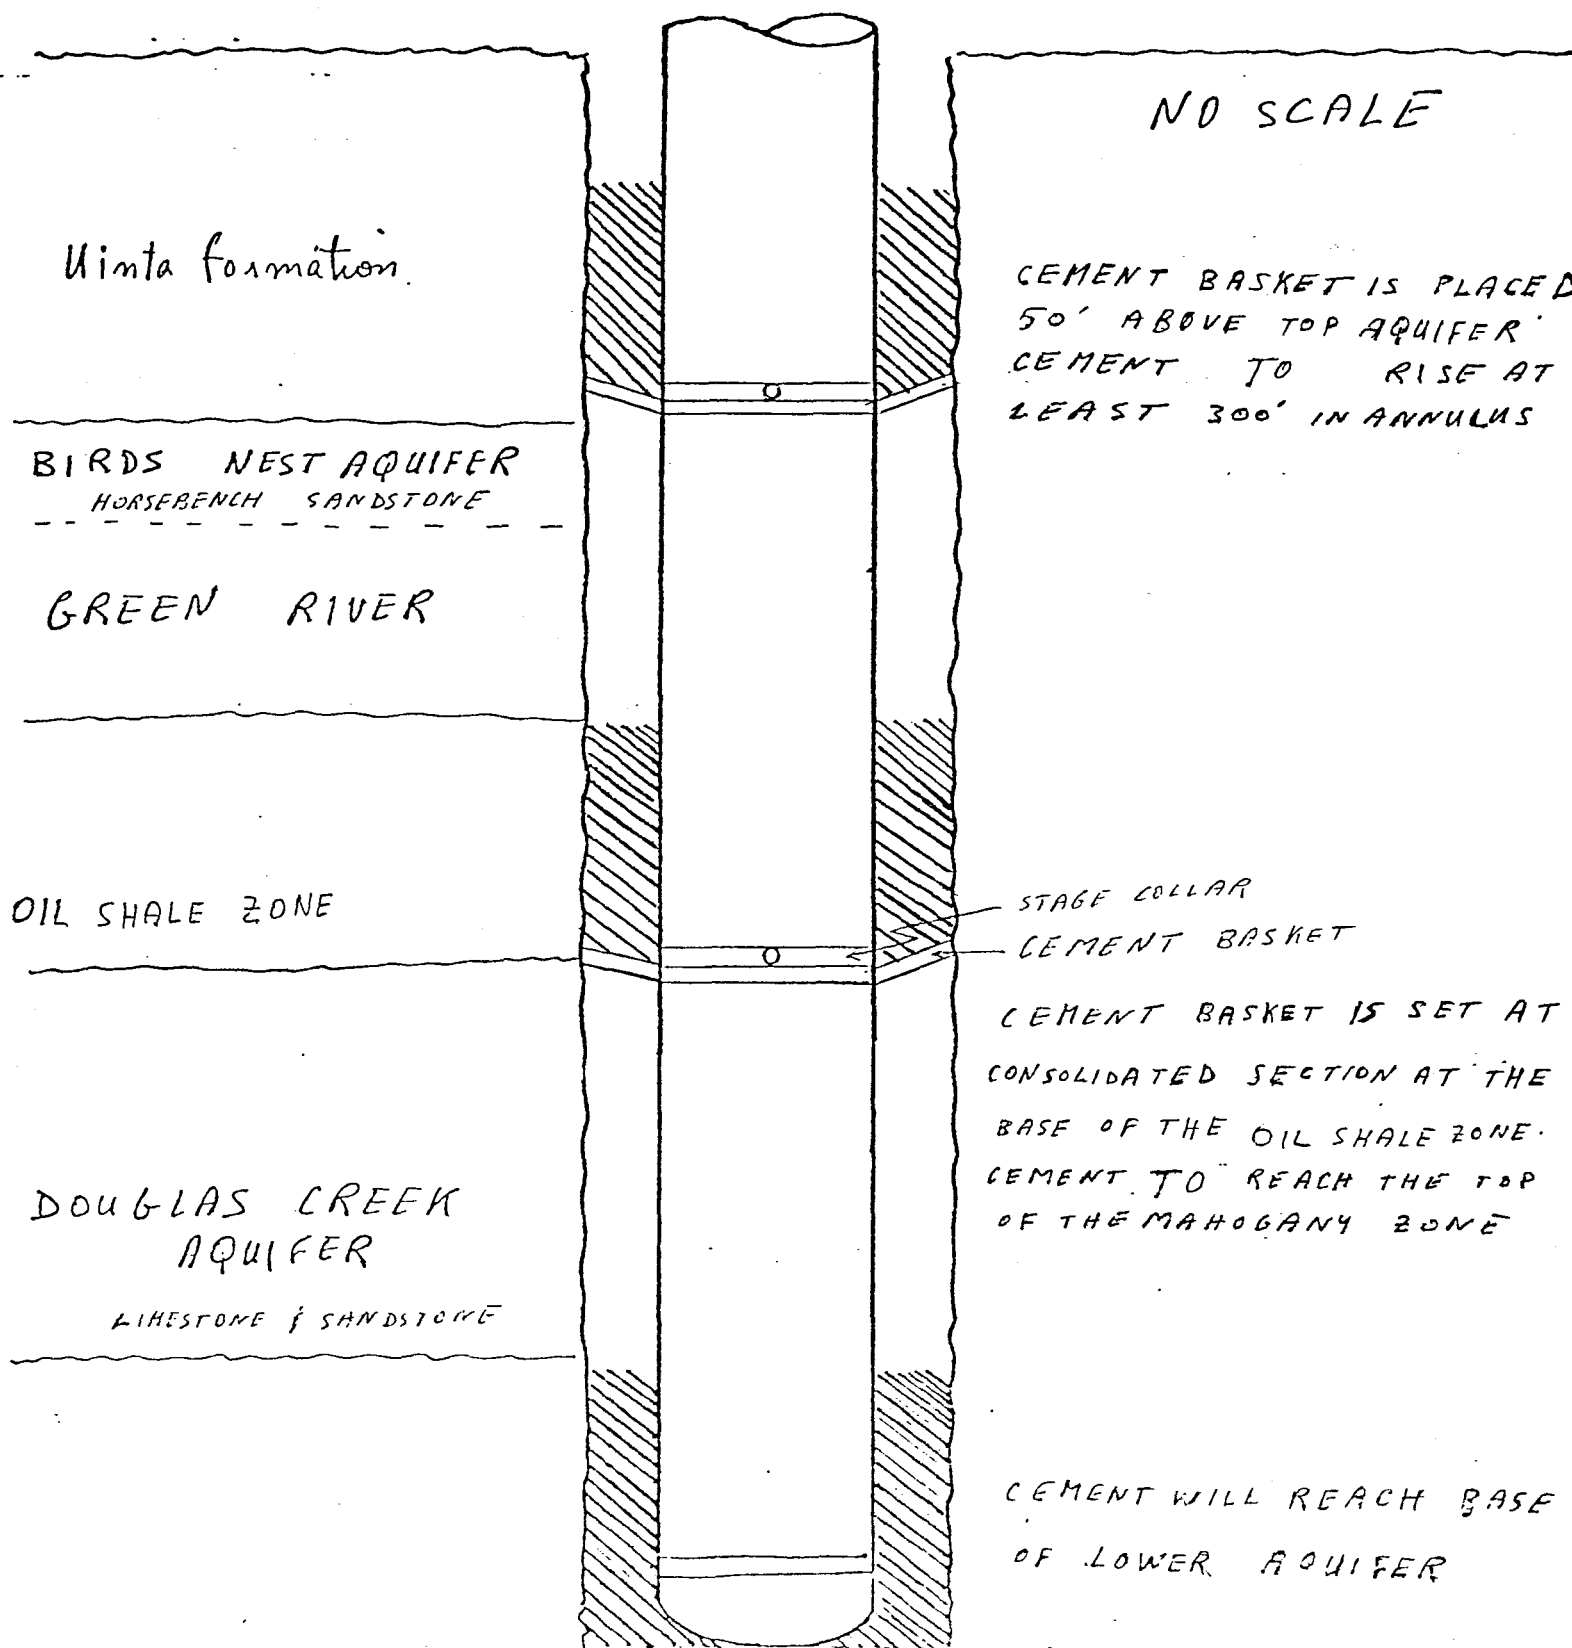 NO SCALE
Uinta formation
CEMENT BASKET IS PLACED
50' ABOVE TOP AQUIFER
CEMENT TO RISE AT
LEAST 300' IN ANNULUS
BIRDS NEST AQUIFER
HORSEBENCH SANDSTONE
GREEN RIVER
OIL SHALE ZONE
STAGE COLLAR
CEMENT BASKET
CEMENT BASKET IS SET AT
CONSOLIDATED SECTION AT THE
BASE OF THE OIL SHALE ZONE.
CEMENT TO REACH THE TOP
OF THE MAHOGANY ZONE
DOUGLAS CREEK
AQUIFER
LIMESTONE & SANDSTONE
CEMENT WILL REACH BASE
OF LOWER AQUIFER